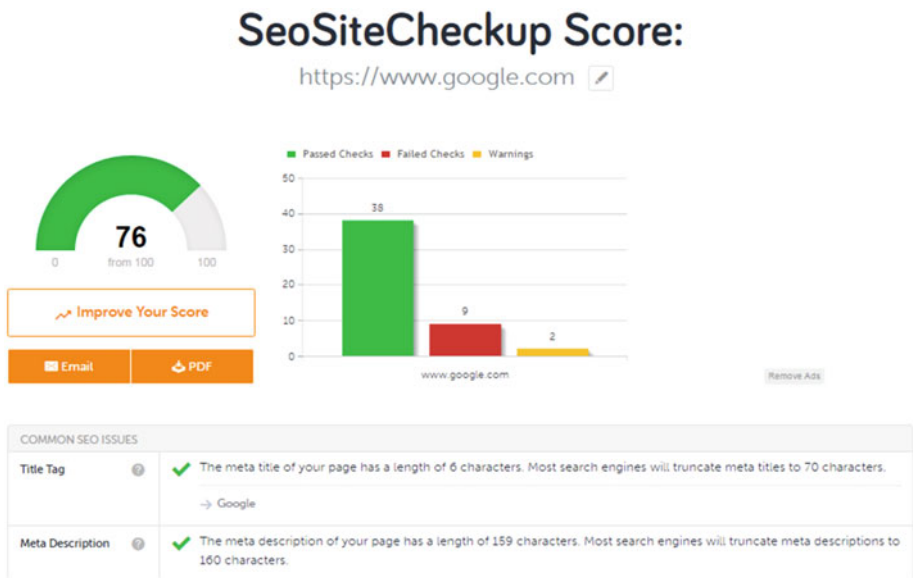 SeoSiteCheckup Score:
https://www.google.com
Passed Checks Failed Checks Warnings
50
40
30
20
10
0
38
9
2
www.google.com
76
0 from 100 100
Improve Your Score
Email PDF
Remove Ads
COMMON SEO ISSUES
Title Tag ? The meta title of your page has a length of 6 characters. Most search engines will truncate meta titles to 70 characters.
→ Google
Meta Description ? The meta description of your page has a length of 159 characters. Most search engines will truncate meta descriptions to
160 characters.